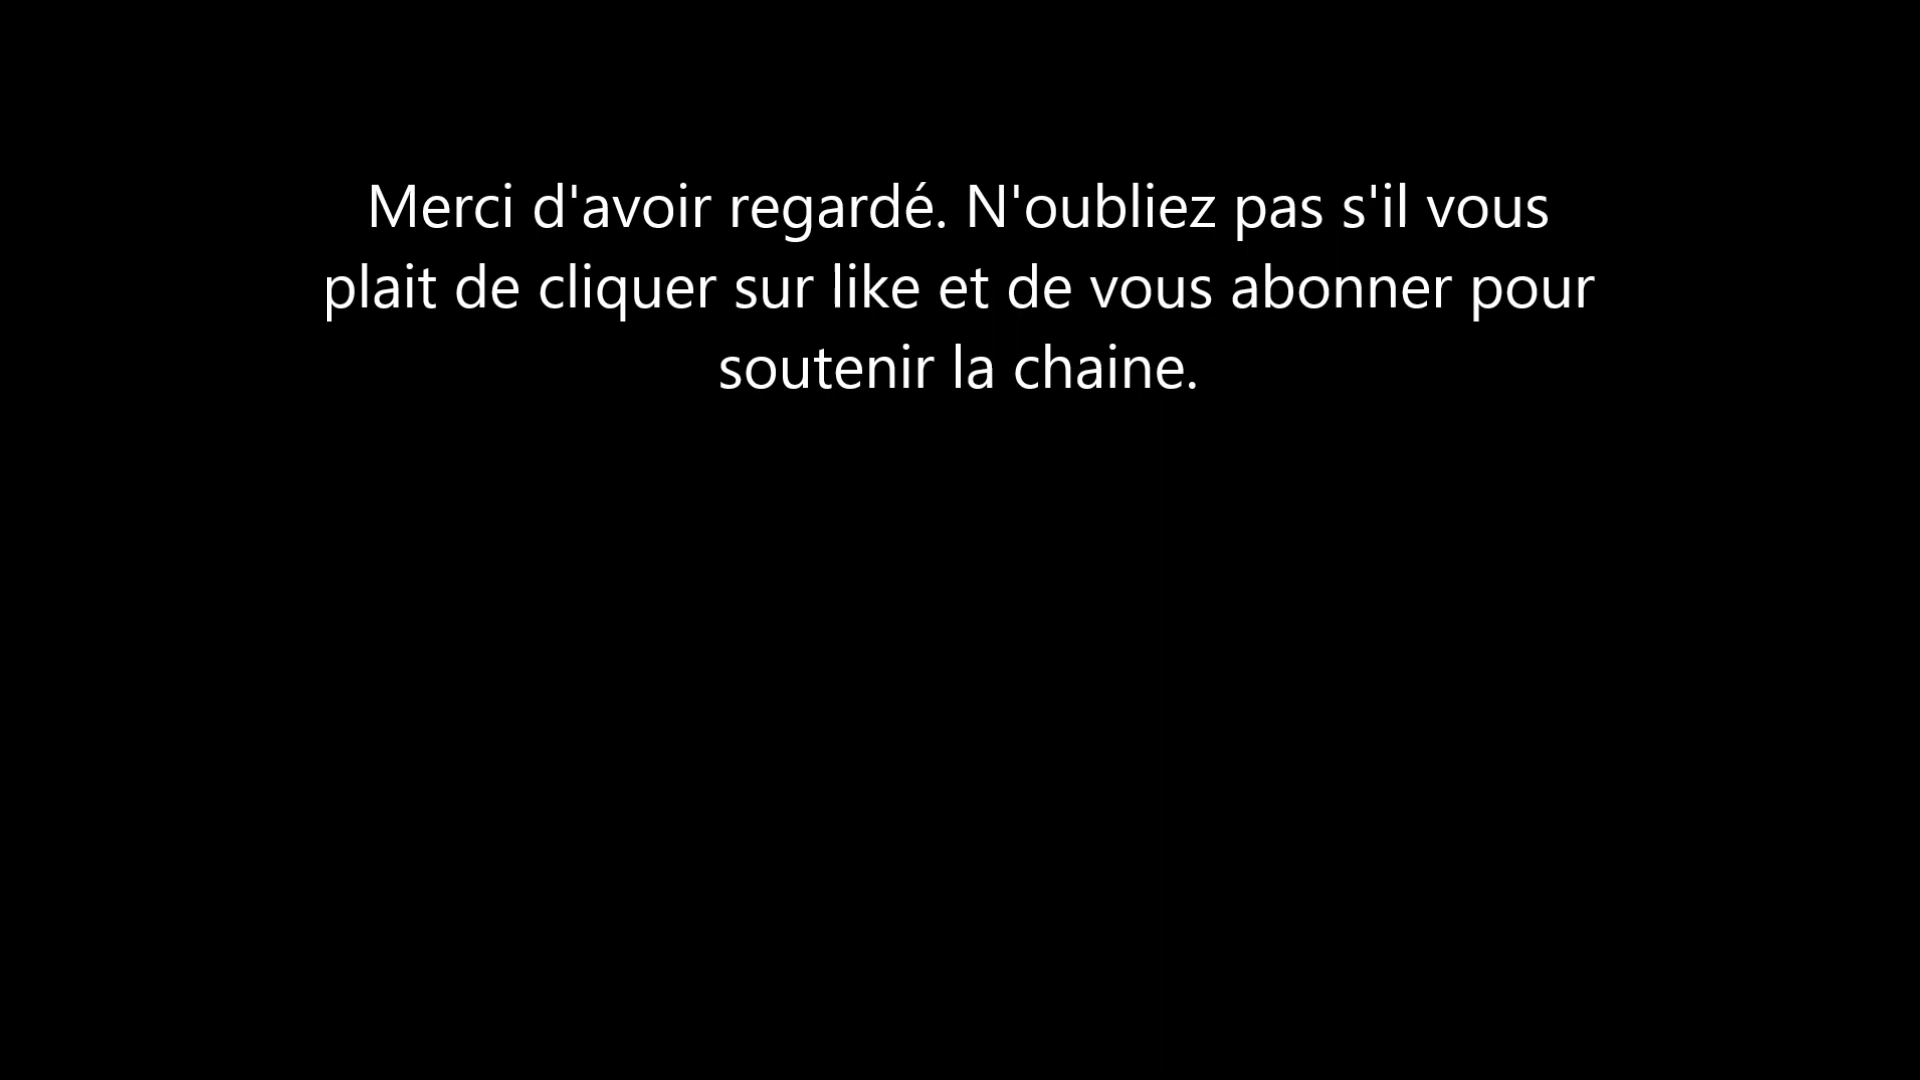 Merci d'avoir regardé. N'oubliez pas s'il vous
plait de cliquer sur like et de vous abonner pour
soutenir la chaine.